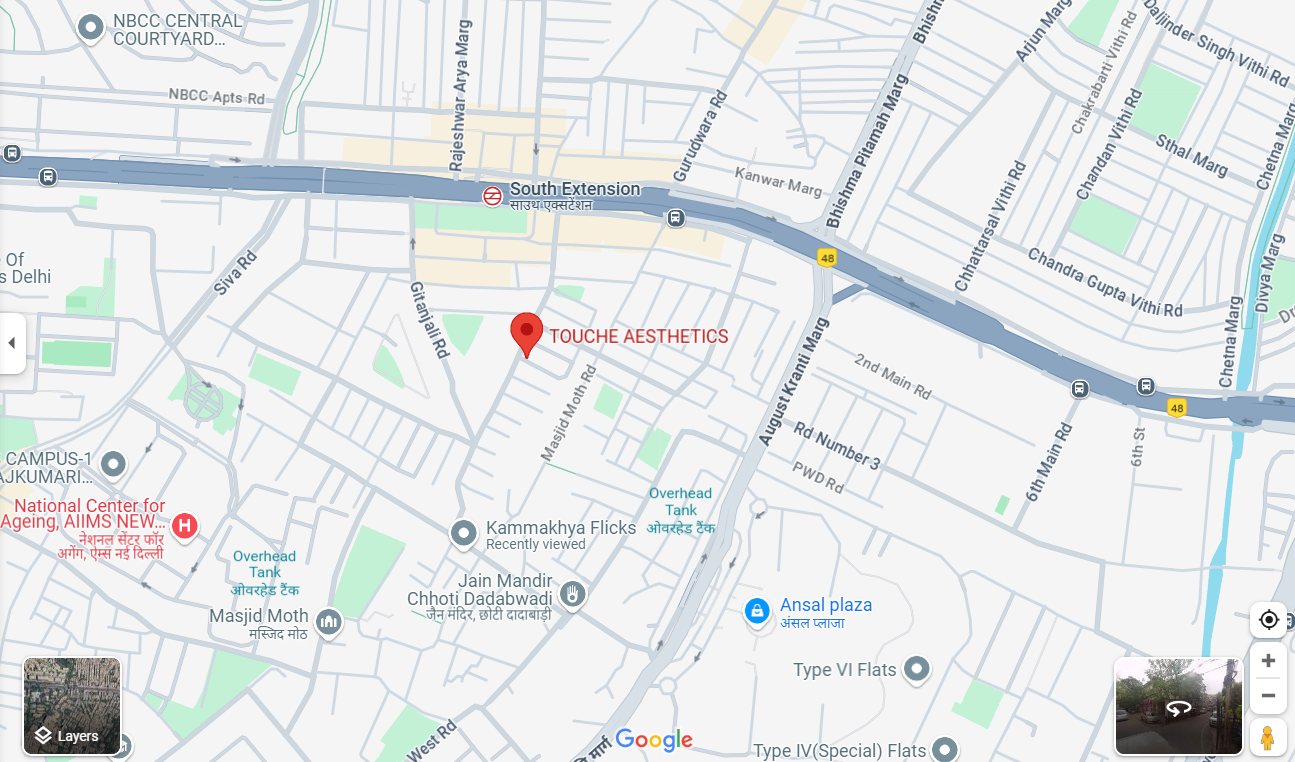 NBCC CENTRAL
COURTYARD...
NBCC Apts Rd
Rajeshwar Arya Marg
Gurudwara Rd
Kanwar Marg
Bhishma Pitamah Marg
Bhishm
Arjun Marg
Daljinder Singh Vithi Rd
Chakrabarti Vithi Rd
Chandan Vithi Rd
Sthal Marg
Chetna Marg
South Extension
साउथ एक्सटेंशन
48
Chhattarsal Vithi Rd
Chandra Gupta Vithi Rd
Divya Marg
Chetna Marg
Of
s Delhi
Siva Rd
Gitanjali Rd
TOUCHE AESTHETICS
Masjid Moth Rd
August Kranti Marg
2nd Main Rd
48
Rd Number 3
PWD Rd
6th Main Rd
6th St
CAMPUS-1
AJKUMARI...
National Center for
Ageing, AIIMS NEW...
नेशनल सेंटर फॉर
अगेंग, ऐम्स नई दिल्ली
H
Overhead
Tank
ओवरहेड टैंक
Kammakhya Flicks
Recently viewed
Overhead
Tank
ओवरहेड टैंक
Jain Mandir
Chhoti Dadabwadi
जैन मंदिर, छोटी दादाबाड़ी
Masjid Moth
मस्जिद मोठ
Ansal plaza
अंसल प्लाजा
Type VI Flats
West Rd
मार्ग
Type IV(Special) Flats
Layers
Google